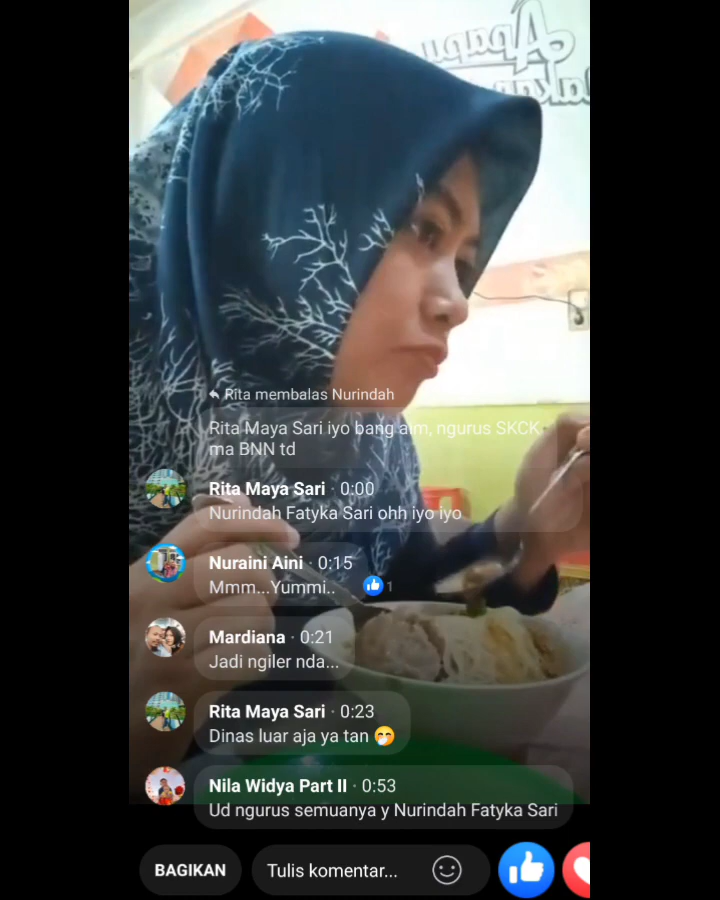 Apapu
Rita membalas Nurindah
Rita Maya Sari iyo bang aim, ngurus SKCK
ma BNN td
Rita Maya Sari · 0:00
Nurindah Fatyka Sari ohh iyo iyo
Nuraini Aini · 0:15
Mmm...Yummi.. 1
Mardiana · 0:21
Jadi ngiler nda...
Rita Maya Sari · 0:23
Dinas luar aja ya tan 🤭
Nila Widya Part II · 0:53
Ud ngurus semuanya y Nurindah Fatyka Sari
BAGIKAN
Tulis komentar...